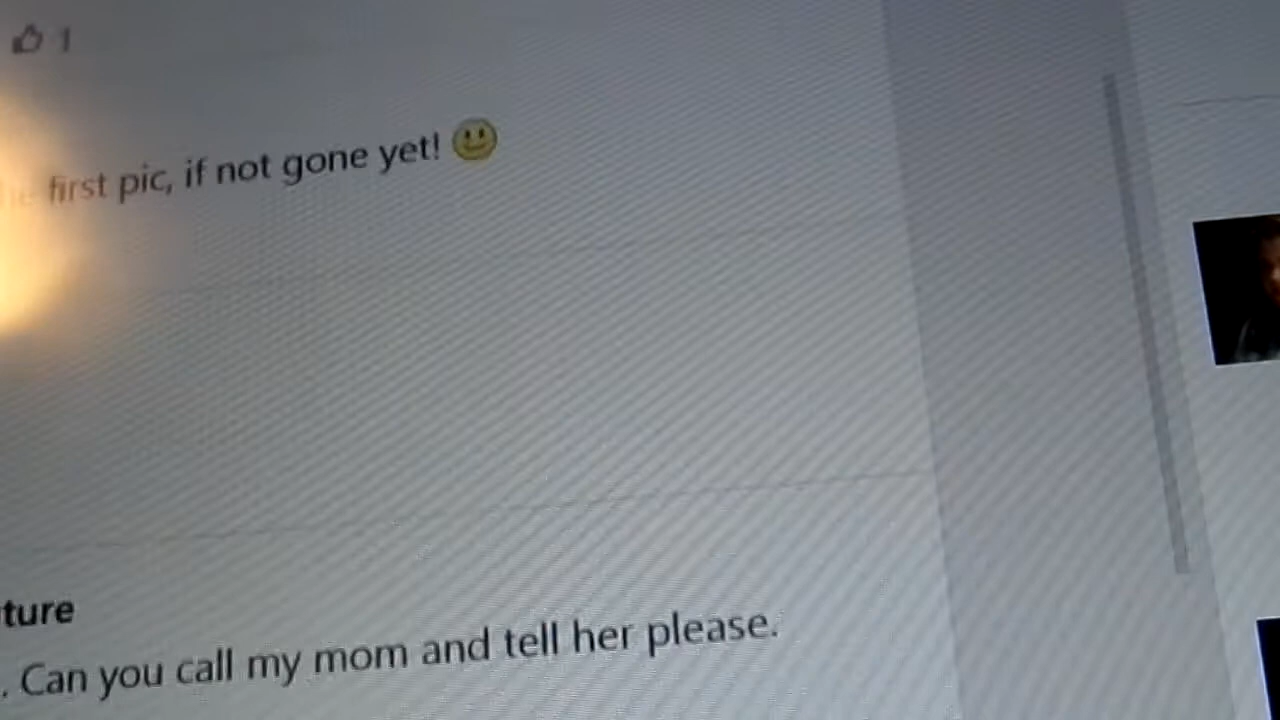 1
first pic, if not gone yet! 🙂
ture
. Can you call my mom and tell her please.